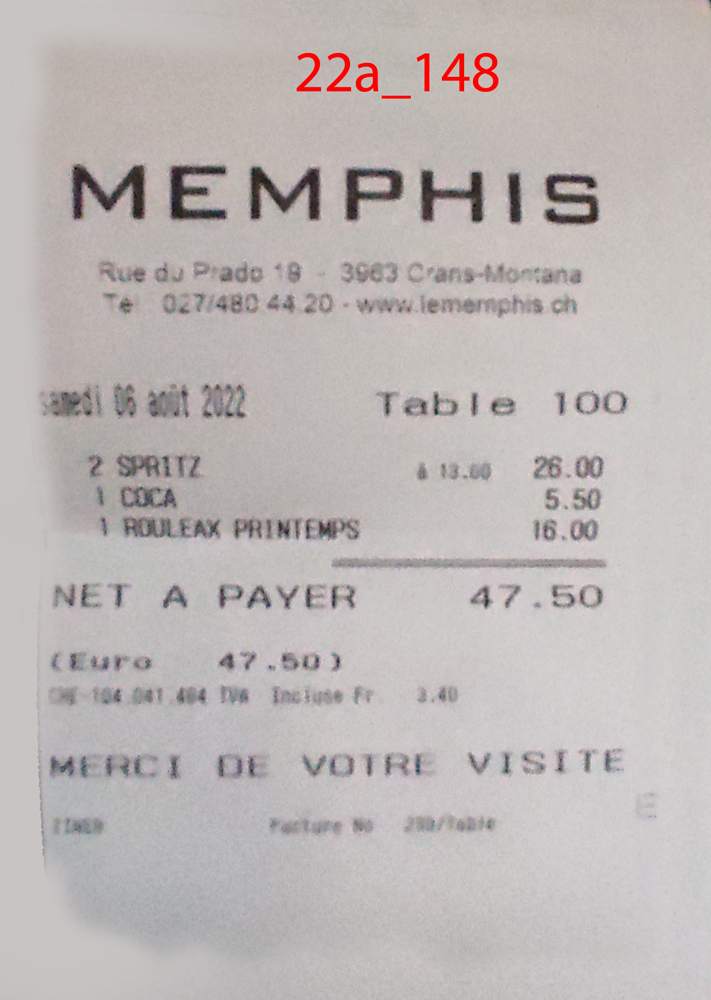 22a_148
MEMPHIS
Rue du Prado 19 - 3963 Crans-Montana
Tel 027/480.44.20 - www.lememphis.ch
samedi 06 août 2022 Table 100
2 SPRITZ à 13.00 26.00
1 COCA 5.50
1 ROULEAX PRINTEMPS 16.00
NET A PAYER 47.50
(Euro 47.50)
CHE-104.041.464 TVA Incluse Fr. 3.40
MERCI DE VOTRE VISITE
E
Facture No